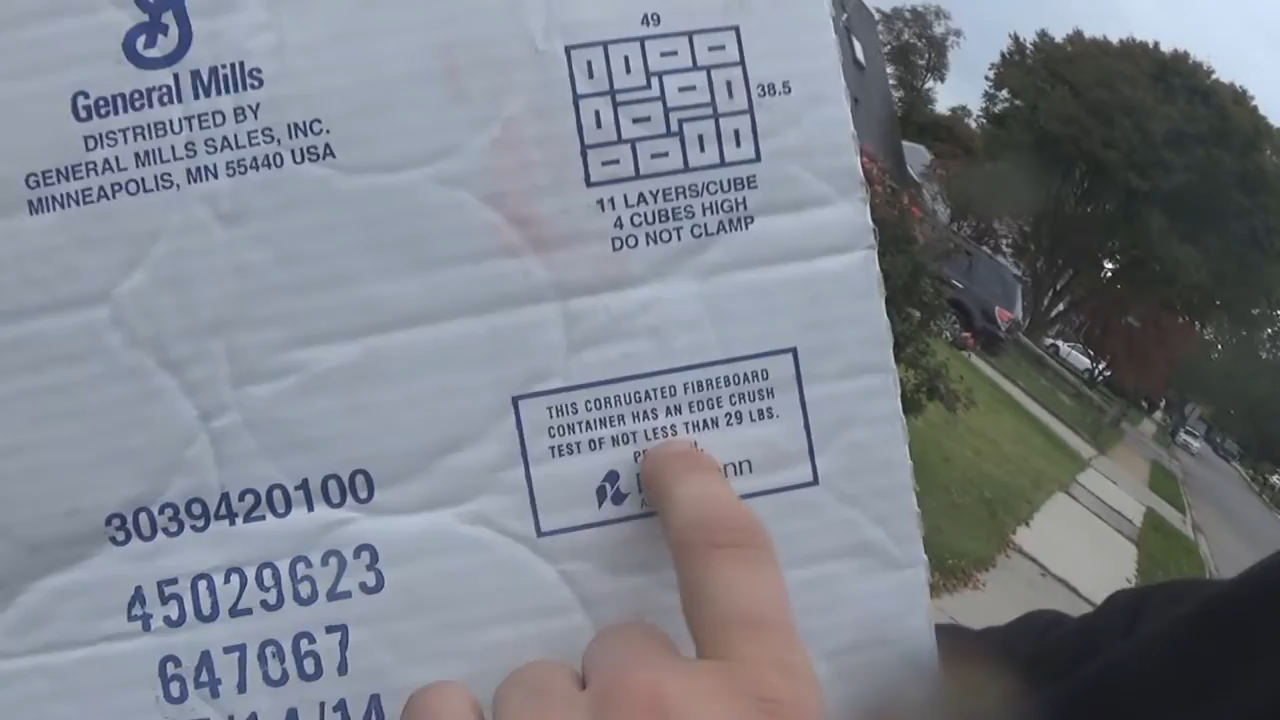 General Mills
DISTRIBUTED BY
GENERAL MILLS SALES, INC.
MINNEAPOLIS, MN 55440 USA
49
38.5
11 LAYERS/CUBE
4 CUBES HIGH
DO NOT CLAMP
THIS CORRUGATED FIBREBOARD
CONTAINER HAS AN EDGE CRUSH
TEST OF NOT LESS THAN 29 LBS.
3039420100
45029623
647067